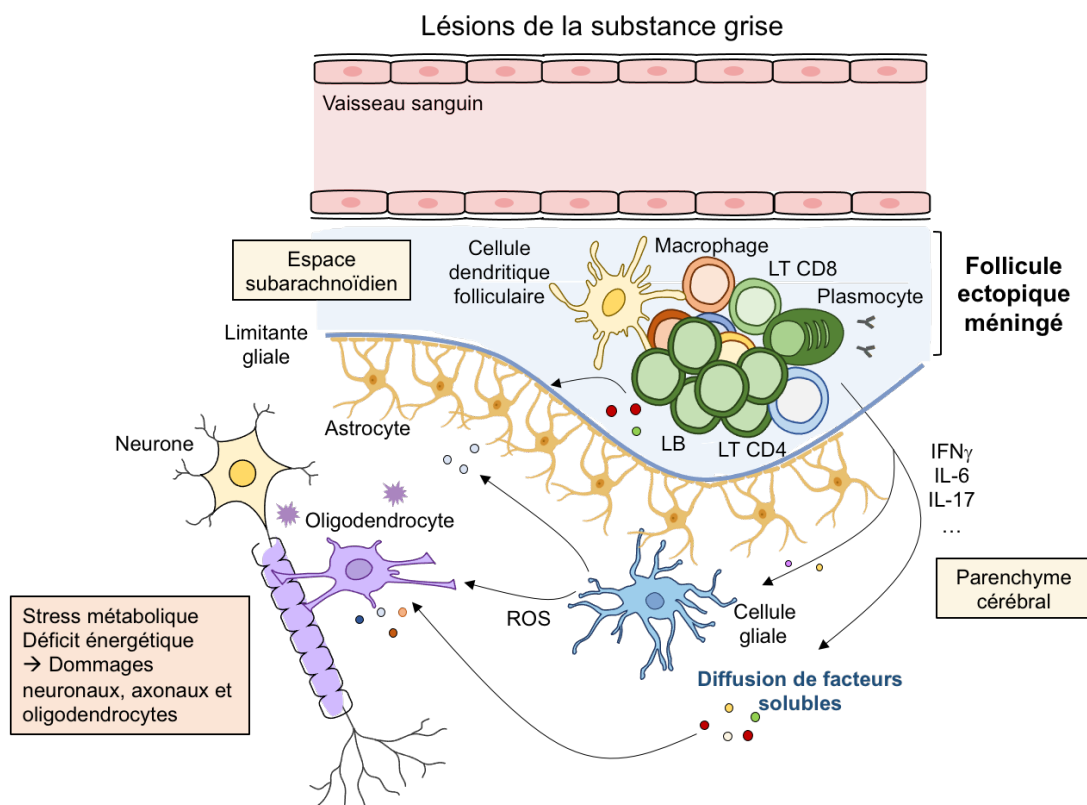 Lésions de la substance grise
Vaisseau sanguin
Espace
subarachnoïdien
Cellule
dendritique
folliculaire
Macrophage
LT CD8
Plasmocyte
Follicule
ectopique
méningé
Limitante
gliale
Astrocyte
LB
LT CD4
Neurone
IFNγ
IL-6
IL-17
...
Oligodendrocyte
Parenchyme
cérébral
ROS
Cellule
gliale
Stress métabolique
Déficit énergétique
→ Dommages
neuronaux, axonaux et
oligodendrocytes
Diffusion de facteurs
solubles